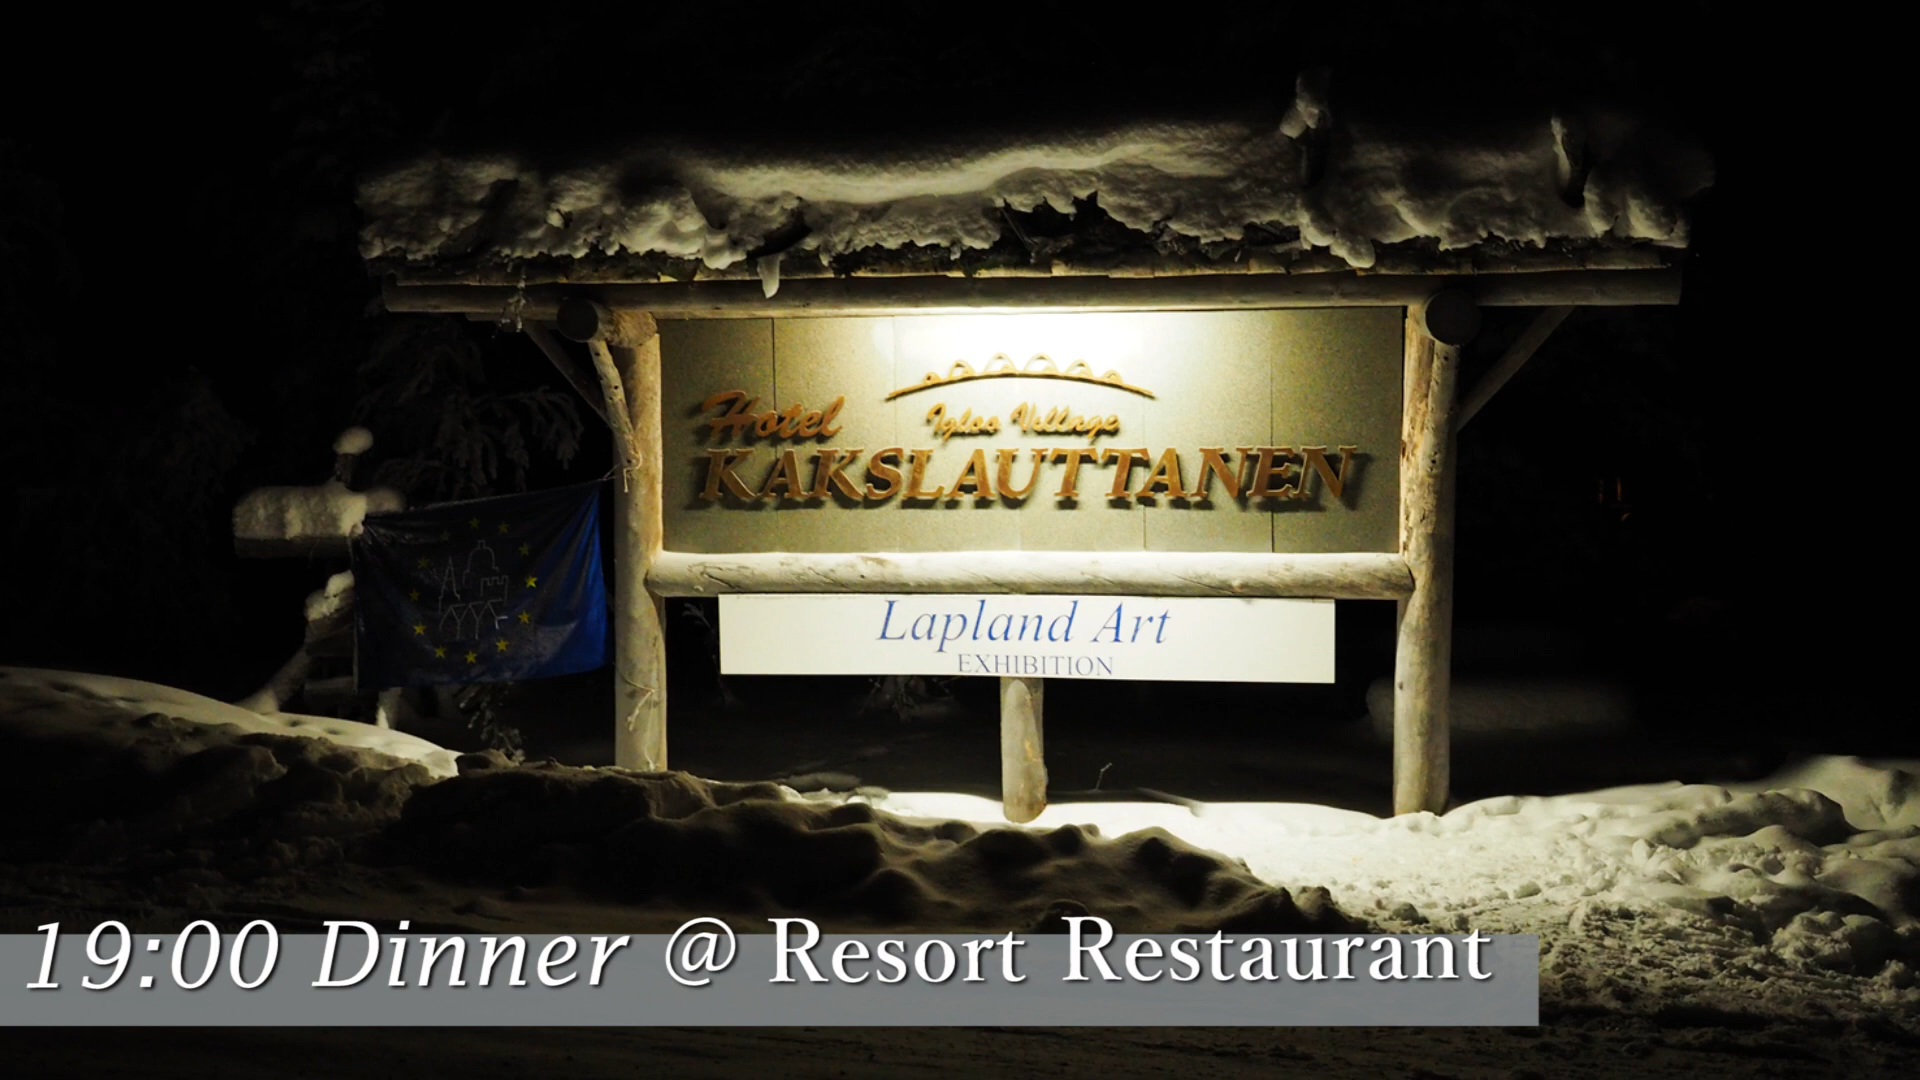 Hotel
Igloo Village
KAKSLAUTTANEN
Lapland Art
EXHIBITION
19:00 Dinner @ Resort Restaurant